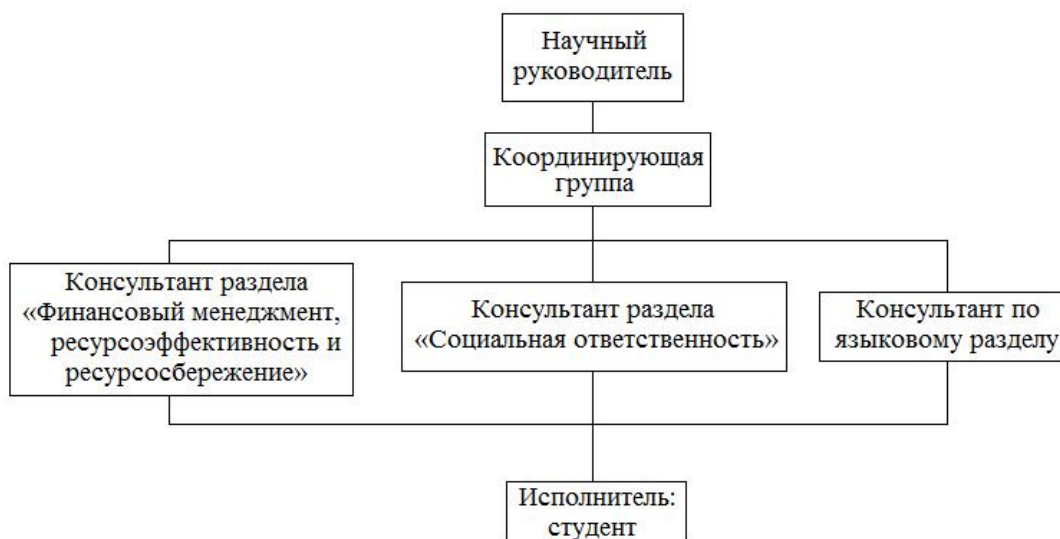 Научный
руководитель
Координирующая
группа
Консультант раздела
«Финансовый менеджмент,
ресурсоэффективность и
ресурсосбережение»
Консультант раздела
«Социальная ответственность»
Консультант по
языковому разделу
Исполнитель:
студент